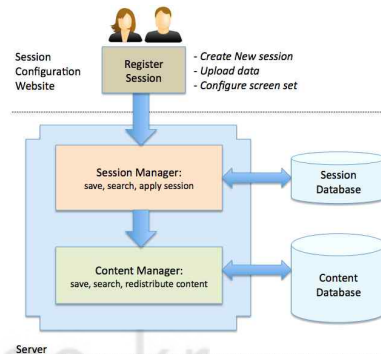 Session
Configuration
Website
Register
Session
- Create New session
- Upload data
- Configure screen set
Session Manager:
save, search, apply session
Session
Database
Content Manager:
save, search, redistribute content
Content
Database
Server